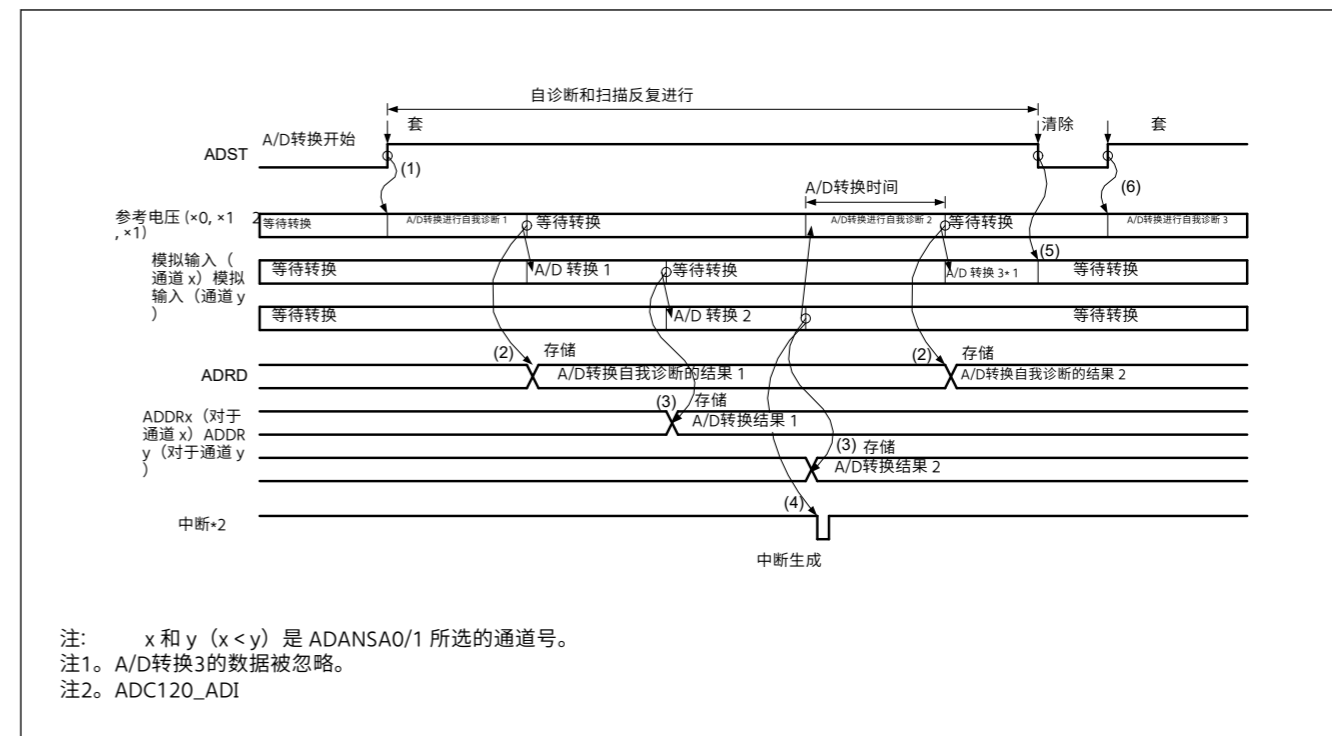 自诊断和扫描反复进行
A/D转换开始
套
清除
套
ADST
(1)
(6)
A/D转换时间
参考电压 (×0, ×1 2
, ×1)
等待转换
A/D转换进行自我诊断 1
等待转换
A/D转换进行自我诊断 2
等待转换
A/D转换进行自我诊断 3
(5)
模拟输入（
通道 x）模拟
输入（通道 y
）
等待转换
A/D 转换 1
等待转换
A/D 转换 3* 1
等待转换
等待转换
A/D 转换 2
等待转换
ADRD
(2)
存储
A/D转换自我诊断的结果 1
(2)
存储
A/D转换自我诊断的结果 2
ADDRx（对于
通道 x）ADDR
y（对于通道 y
）
(3)
存储
A/D转换结果 1
(3) 存储
A/D转换结果 2
(4)
中断*2
中断生成
注: x 和 y（x < y）是 ADANSA0/1 所选的通道号。
注1。A/D转换3的数据被忽略。
注2。ADC120_ADI